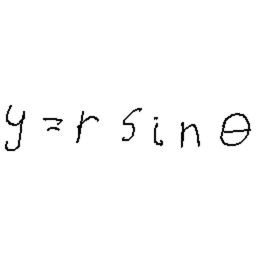 y = r sin θ